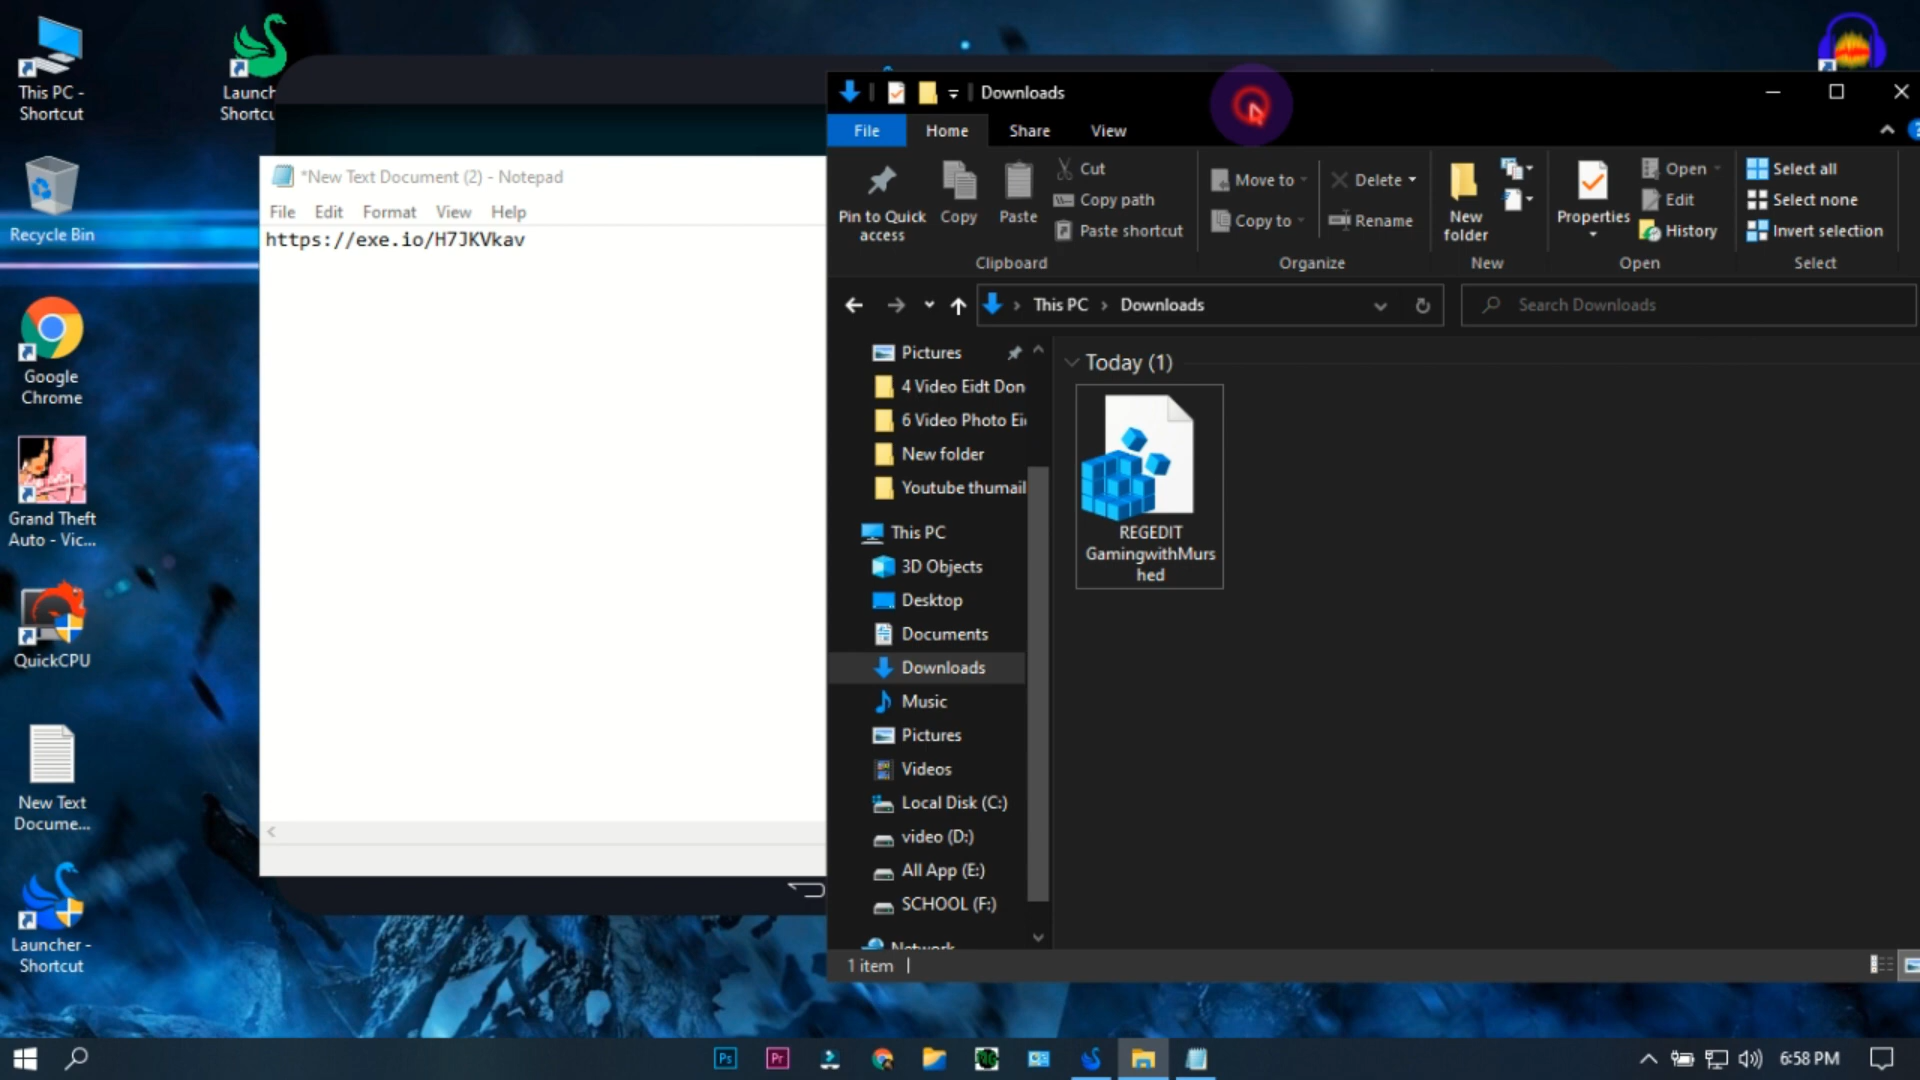 This PC -
Shortcut
Launch
Shortcu
Recycle Bin
Google
Chrome
Grand Theft
Auto - Vic...
QuickCPU
New Text
Docume...
Launcher -
Shortcut
*New Text Document (2) - Notepad
File Edit Format View Help
https://exe.io/H7JKVkav
Downloads
File Home Share View
Pin to Quick
access
Copy
Paste
Cut
Copy path
Paste shortcut
Clipboard
Move to
Copy to
Delete
Rename
Organize
New
folder
New
Properties
Open
Edit
History
Open
Select all
Select none
Invert selection
Select
This PC > Downloads
Search Downloads
Pictures
4 Video Eidt Don
6 Video Photo Ei
New folder
Youtube thumail
This PC
3D Objects
Desktop
Documents
Downloads
Music
Pictures
Videos
Local Disk (C:)
video (D:)
All App (E:)
SCHOOL (F:)
Network
Today (1)
REGEDIT
GamingwithMurs
hed
1 item
Ps
Pr
6:58 PM